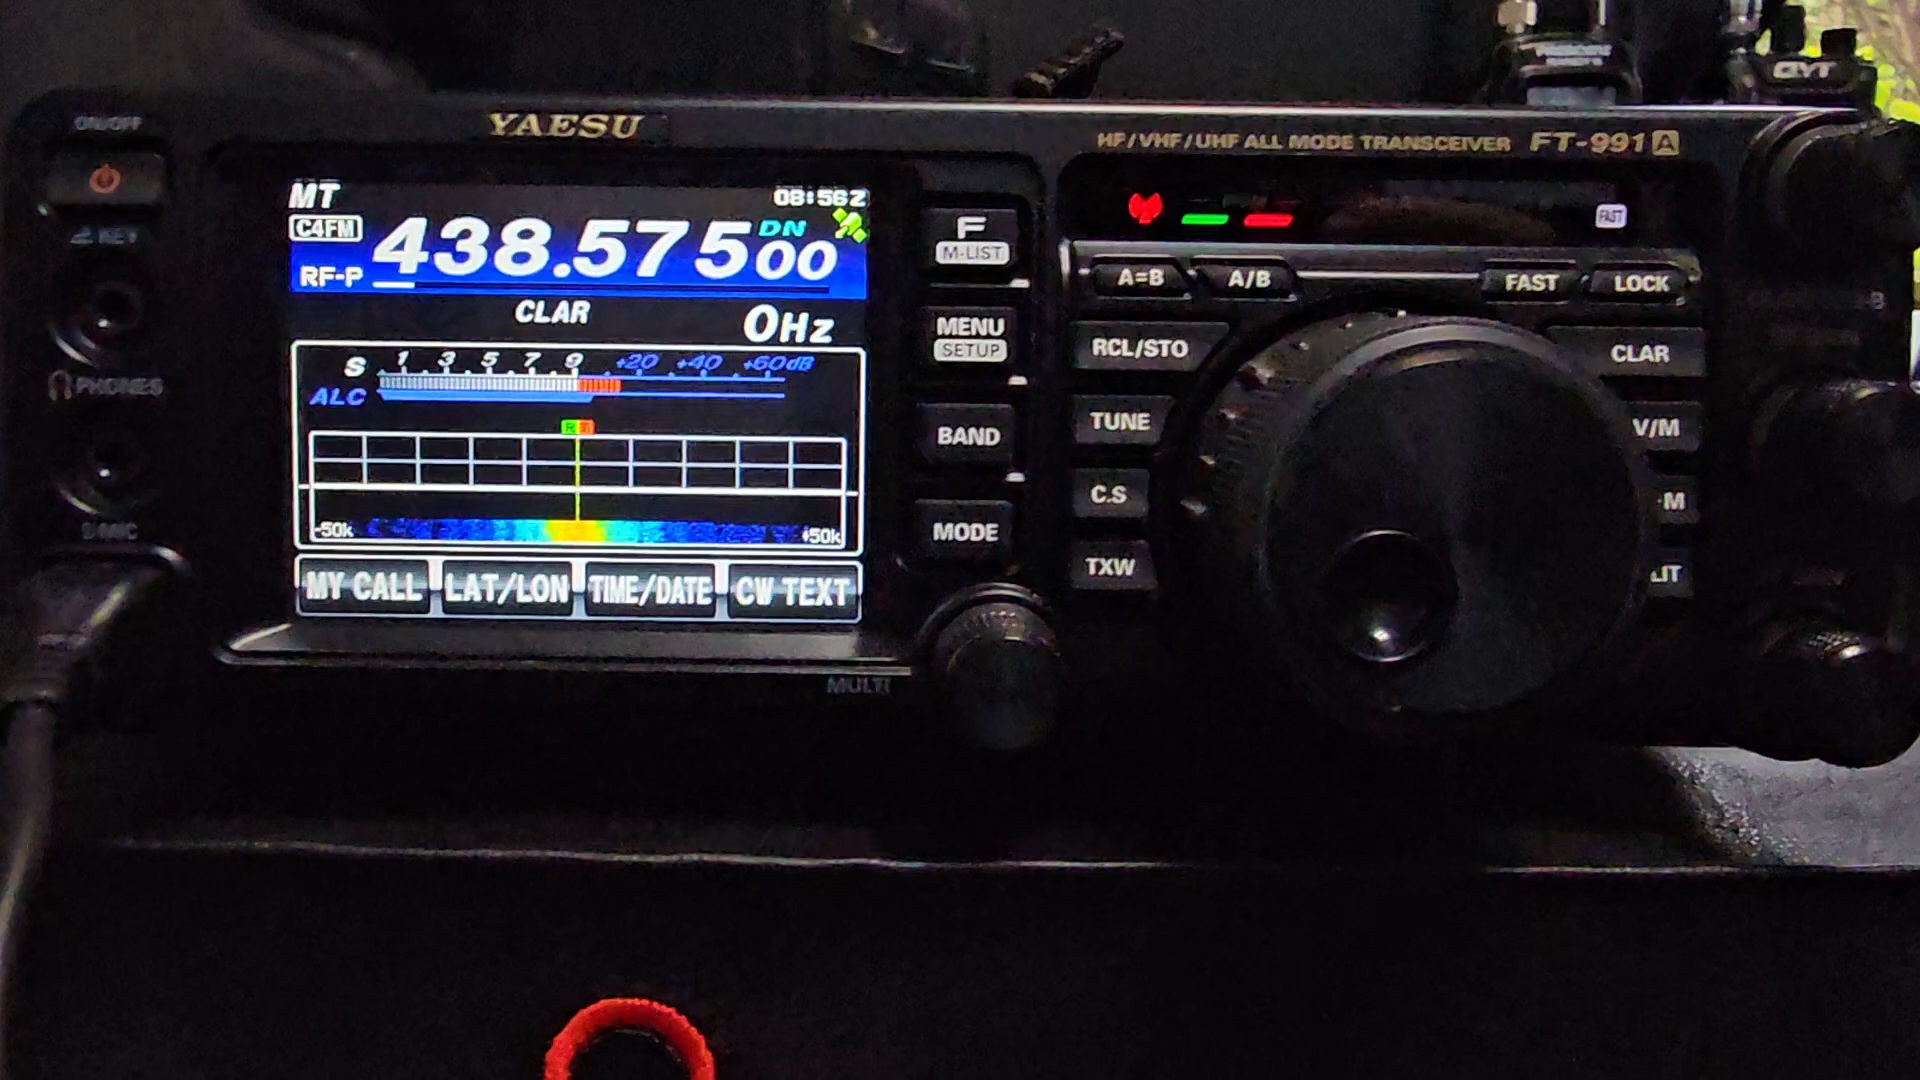 ON/OFF
YAESU
HF/VHF/UHF ALL MODE TRANSCEIVER FT-991A
QYT
MT 08:56Z
C4FM 438.57500 DN
RF-P
CLAR 0Hz
S 1 3 5 7 9 +20 +40 +60dB
ALC
R T
-50k +50k
MY CALL LAT/LON TIME/DATE CW TEXT
KEY
PHONES
MULTI
F
M-LIST
MENU
SETUP
BAND
MODE
FAST
A=B A/B FAST LOCK
RCL/STO CLAR
TUNE V/M
C.S
TXW